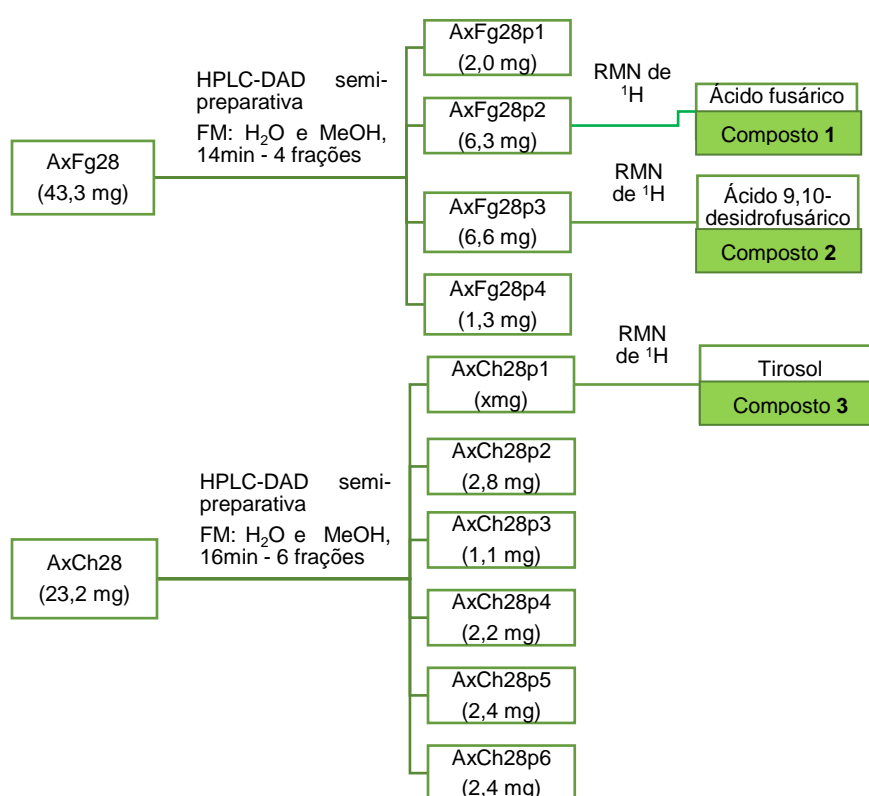 AxFg28
(43,3 mg)
HPLC-DAD semi-
preparativa
FM: H₂O e MeOH,
14min - 4 frações
AxFg28p1
(2,0 mg)
AxFg28p2
(6,3 mg)
RMN de
¹H
Ácido fusárico
Composto 1
AxFg28p3
(6,6 mg)
RMN
de ¹H
Ácido 9,10-
desidrofusárico
Composto 2
AxFg28p4
(1,3 mg)
AxCh28
(23,2 mg)
HPLC-DAD semi-
preparativa
FM: H₂O e MeOH,
16min - 6 frações
AxCh28p1
(xmg)
RMN
de ¹H
Tirosol
Composto 3
AxCh28p2
(2,8 mg)
AxCh28p3
(1,1 mg)
AxCh28p4
(2,2 mg)
AxCh28p5
(2,4 mg)
AxCh28p6
(2,4 mg)